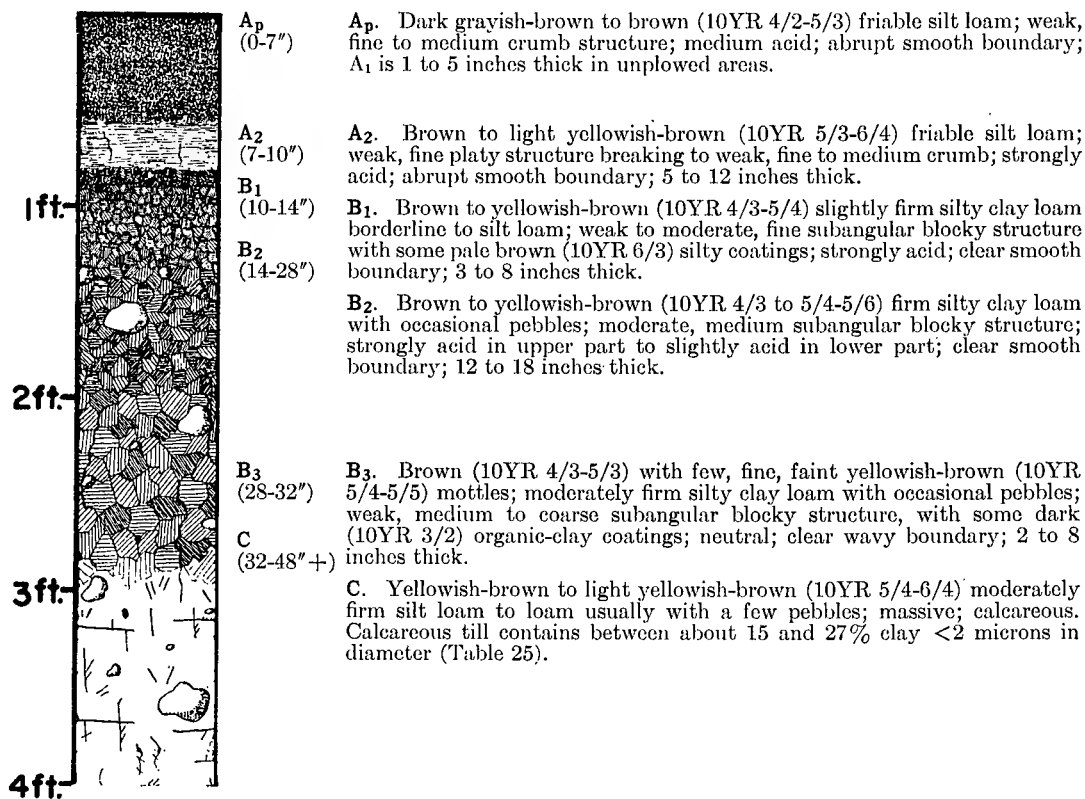 Ap
(0-7")
Ap. Dark grayish-brown to brown (10YR 4/2-5/3) friable silt loam; weak,
fine to medium crumb structure; medium acid; abrupt smooth boundary;
A1 is 1 to 5 inches thick in unplowed areas.
A2
(7-10")
A2. Brown to light yellowish-brown (10YR 5/3-6/4) friable silt loam;
weak, fine platy structure breaking to weak, fine to medium crumb; strongly
acid; abrupt smooth boundary; 5 to 12 inches thick.
1ft.
B1
(10-14")
B1. Brown to yellowish-brown (10YR 4/3-5/4) slightly firm silty clay loam
borderline to silt loam; weak to moderate, fine subangular blocky structure
with some pale brown (10YR 6/3) silty coatings; strongly acid; clear smooth
boundary; 3 to 8 inches thick.
B2
(14-28")
B2. Brown to yellowish-brown (10YR 4/3 to 5/4-5/6) firm silty clay loam
with occasional pebbles; moderate, medium subangular blocky structure;
strongly acid in upper part to slightly acid in lower part; clear smooth
boundary; 12 to 18 inches thick.
2ft.
B3
(28-32")
B3. Brown (10YR 4/3-5/3) with few, fine, faint yellowish-brown (10YR
5/4-5/5) mottles; moderately firm silty clay loam with occasional pebbles;
weak, medium to coarse subangular blocky structure, with some dark
(10YR 3/2) organic-clay coatings; neutral; clear wavy boundary; 2 to 8
inches thick.
C
(32-48"+)
3ft.
C. Yellowish-brown to light yellowish-brown (10YR 5/4-6/4) moderately
firm silt loam to loam usually with a few pebbles; massive; calcareous.
Calcareous till contains between about 15 and 27% clay <2 microns in
diameter (Table 25).
4ft.